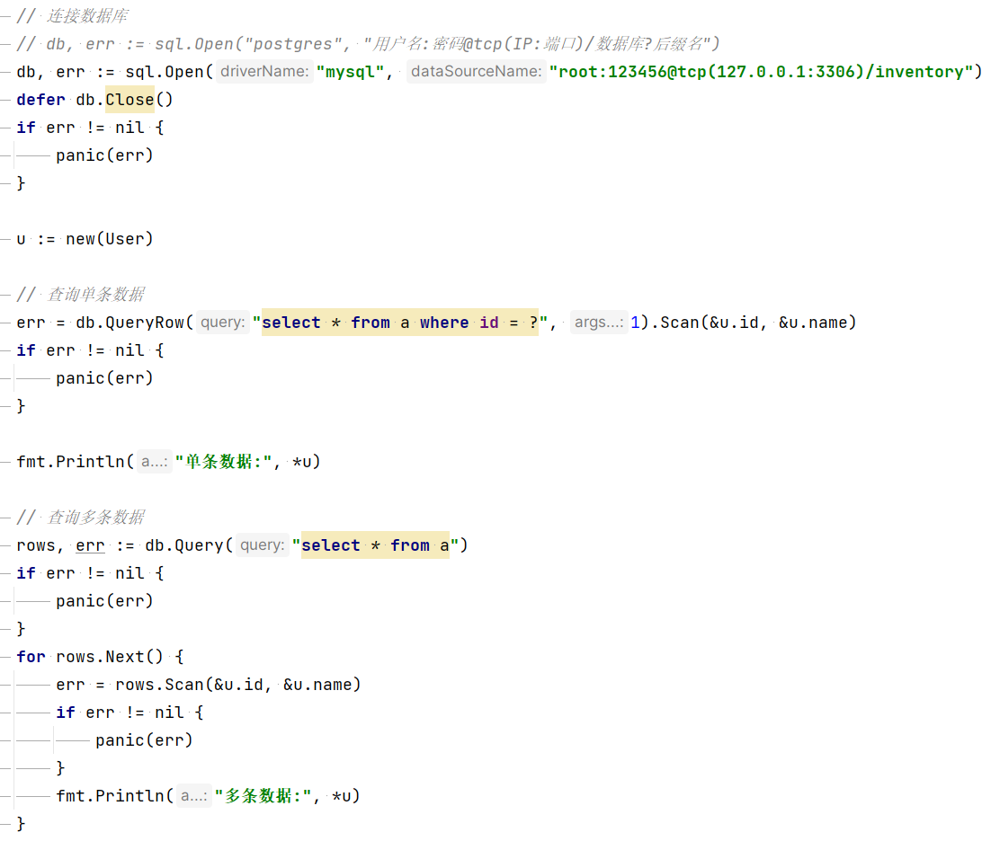 // 连接数据库
// db, err := sql.Open("postgres", "用户名:密码@tcp(IP:端口)/数据库?后缀名")
db, err := sql.Open( driverName: "mysql", dataSourceName: "root:123456@tcp(127.0.0.1:3306)/inventory")
defer db.Close()
if err != nil {
    panic(err)
}

u := new(User)

// 查询单条数据
err = db.QueryRow( query: "select * from a where id = ?", args...: 1).Scan(&u.id, &u.name)
if err != nil {
    panic(err)
}

fmt.Println( a...: "单条数据:", *u)

// 查询多条数据
rows, err := db.Query( query: "select * from a")
if err != nil {
    panic(err)
}
for rows.Next() {
    err = rows.Scan(&u.id, &u.name)
    if err != nil {
        panic(err)
    }
    fmt.Println( a...: "多条数据:", *u)
}